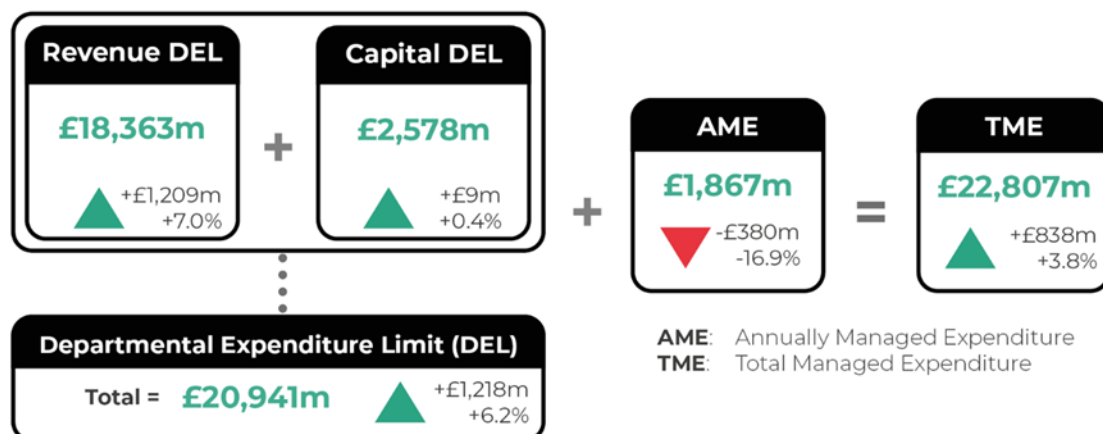 Revenue DEL
£18,363m
+£1,209m
+7.0%
+
Capital DEL
£2,578m
+£9m
+0.4%
+
AME
£1,867m
-£380m
-16.9%
=
TME
£22,807m
+£838m
+3.8%
Departmental Expenditure Limit (DEL)
Total = £20,941m
+£1,218m
+6.2%
AME: Annually Managed Expenditure
TME: Total Managed Expenditure